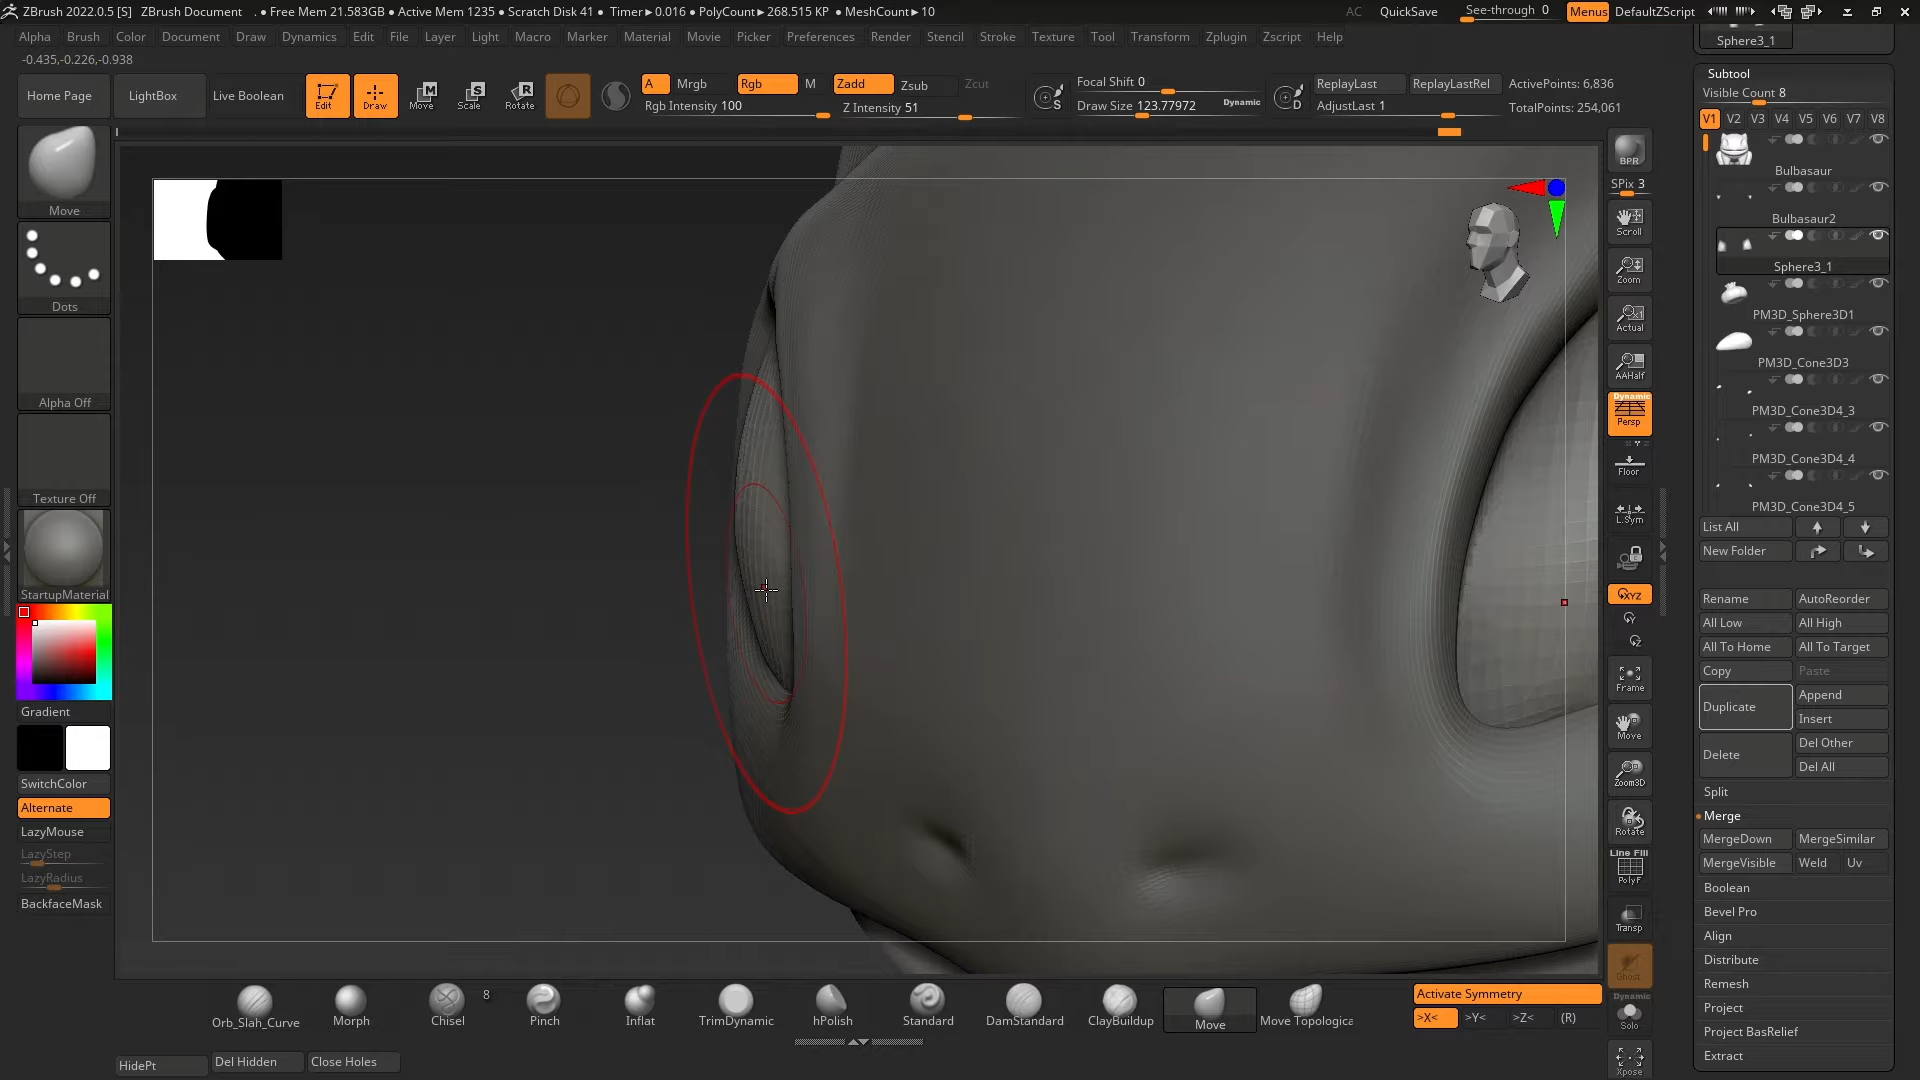 ZBrush 2022.0.5 [S] ZBrush Document . • Free Mem 21.583GB • Active Mem 1235 • Scratch Disk 41 • Timer►0.016 • PolyCount►268.515 KP • MeshCount►10 AC QuickSave See-through 0 Menus DefaultZScript
Alpha Brush Color Document Draw Dynamics Edit File Layer Light Macro Marker Material Movie Picker Preferences Render Stencil Stroke Texture Tool Transform Zplugin Zscript Help
-0.435,-0.226,-0.938
Home Page LightBox Live Boolean Edit Draw Move Scale Rotate
A Mrgb Rgb M Zadd Zsub Zcut
Rgb Intensity 100 Z Intensity 51
Focal Shift 0
Draw Size 123.77972 Dynamic
ReplayLast ReplayLastRel ActivePoints: 6,836
AdjustLast 1 TotalPoints: 254,061
Move
Dots
Alpha Off
Texture Off
StartupMaterial
Gradient
SwitchColor
Alternate
LazyMouse
LazyStep
LazyRadius
BackfaceMask
BPR
SPix 3
Scroll
Zoom
Actual
AAHalf
Dynamic
Persp
Floor
L.Sym
XYZ
Frame
Move
Zoom3D
Rotate
Line Fill
PolyF
Transp
Ghost
Dynamic
Solo
Xpose
Sphere3_1
Subtool
Visible Count 8
V1 V2 V3 V4 V5 V6 V7 V8
Bulbasaur
Bulbasaur2
Sphere3_1
PM3D_Sphere3D1
PM3D_Cone3D3
PM3D_Cone3D4_3
PM3D_Cone3D4_4
PM3D_Cone3D4_5
List All
New Folder
Rename AutoReorder
All Low All High
All To Home All To Target
Copy Paste
Duplicate Append
Insert
Delete Del Other
Del All
Split
Merge
MergeDown MergeSimilar
MergeVisible Weld Uv
Boolean
Bevel Pro
Align
Distribute
Remesh
Project
Project BasRelief
Extract
Orb_Slah_Curve Morph Chisel 8 Pinch Inflat TrimDynamic hPolish Standard DamStandard ClayBuildup Move Move Topologica
Activate Symmetry
>X< >Y< >Z< (R)
HidePt Del Hidden Close Holes